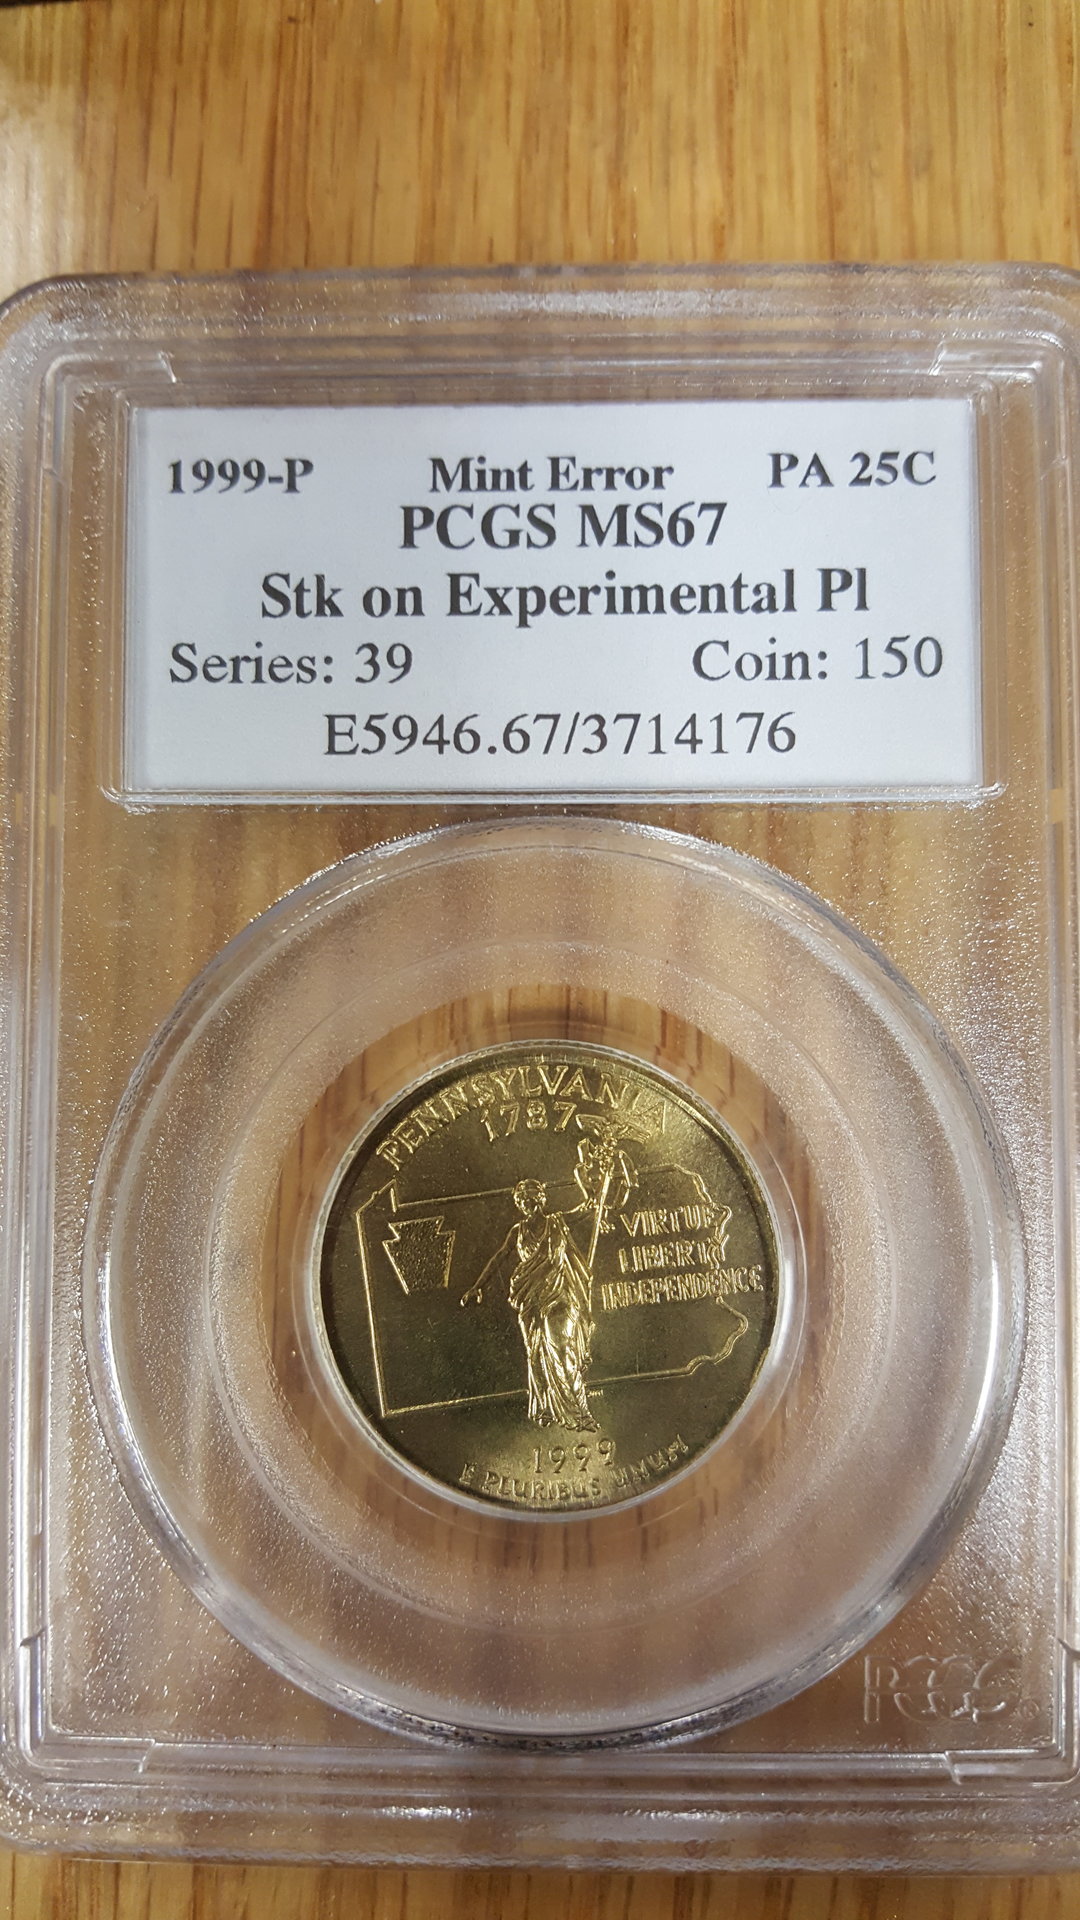 1999-P Mint Error PA 25C
PCGS MS67
Stk on Experimental Pl
Series: 39 Coin: 150
E5946.67/3714176
PENNSYLVANIA
1787
VIRTUE
LIBERTY
INDEPENDENCE
1999
E PLURIBUS UNUM
PCGS